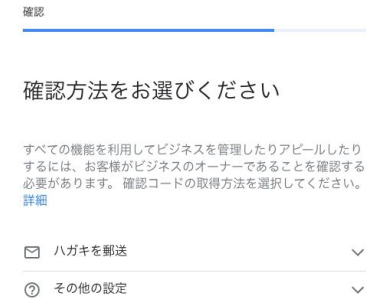 確認
確認方法をお選びください
すべての機能を利用してビジネスを管理したりアピールしたり
するには、お客様がビジネスのオーナーであることを確認する
必要があります。 確認コードの取得方法を選択してください。
詳細
ハガキを郵送
その他の設定